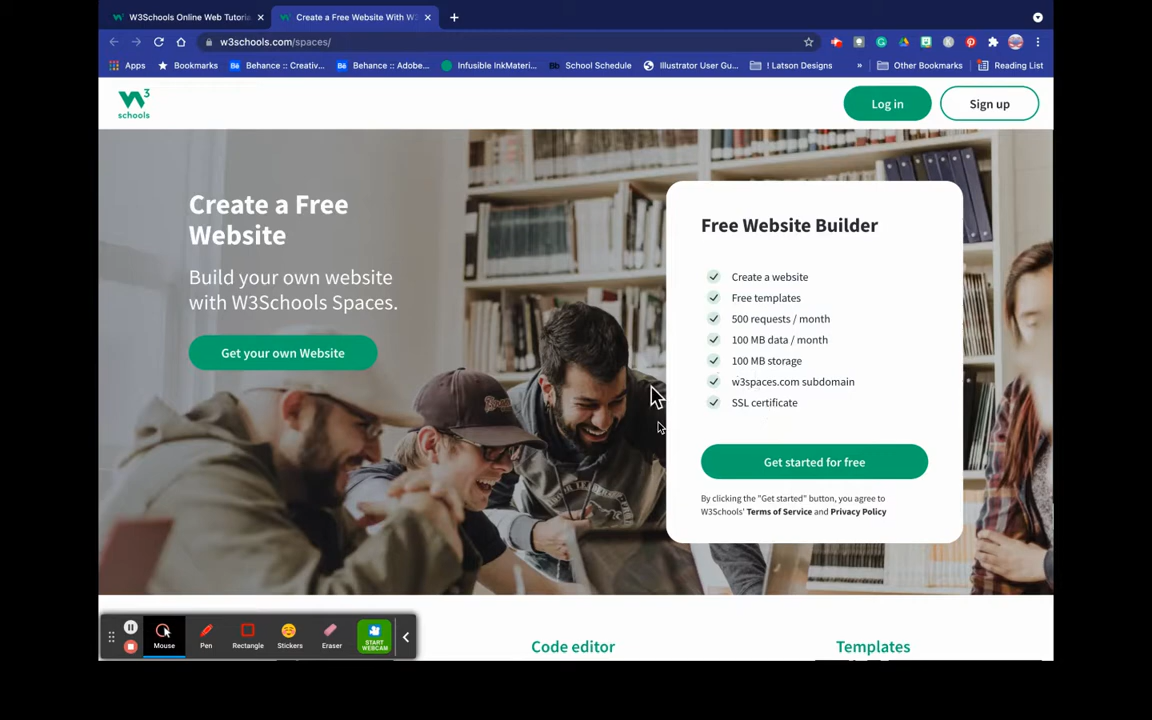 W3Schools Online Web Tutoria
Create a Free Website With W
w3schools.com/spaces/
Apps
Bookmarks
Behance :: Creativ...
Behance :: Adobe...
Infusible InkMateri...
School Schedule
Illustrator User Gu...
! Latson Designs
»
Other Bookmarks
Reading List
W3
schools
Log in
Sign up
Create a Free
Website
Build your own website
with W3Schools Spaces.
Get your own Website
Free Website Builder
Create a website
Free templates
500 requests / month
100 MB data / month
100 MB storage
w3spaces.com subdomain
SSL certificate
Get started for free
By clicking the "Get started" button, you agree to
W3Schools' Terms of Service and Privacy Policy
Mouse
Pen
Rectangle
Stickers
Eraser
START
WEBCAM
Code editor
Templates